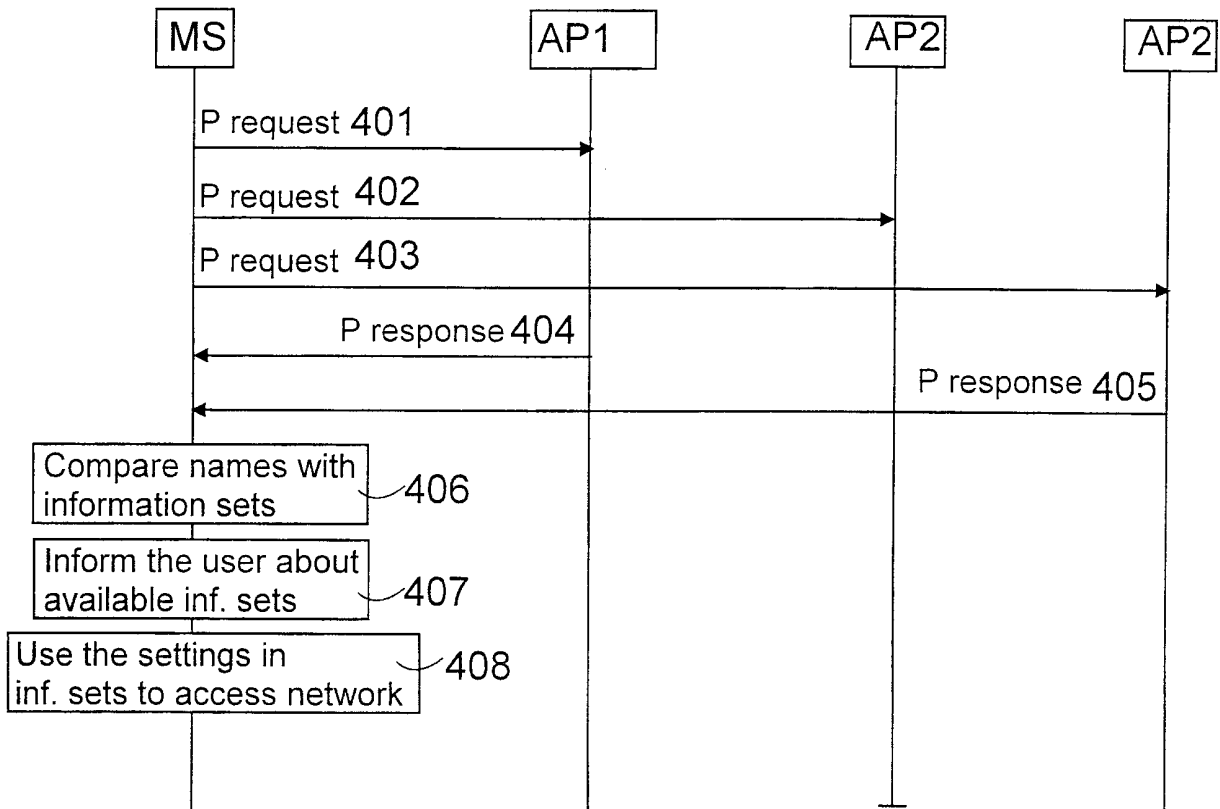 MS
AP1
AP2
AP2
P request 401
P request 402
P request 403
P response 404
P response 405
Compare names with
information sets
406
Inform the user about
available inf. sets
407
Use the settings in
inf. sets to access network
408